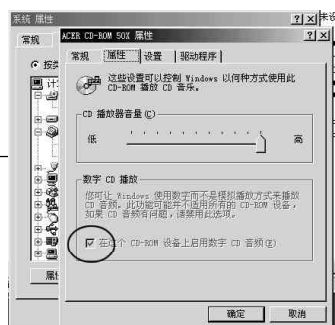 系统 属性
常规
按类
计
属性
ACER CD-ROM 50X 属性
常规 属性 设置 驱动程序
这些设置可以控制 Windows 以何种方式使用此
CD-ROM 播放 CD 音乐。
CD 播放器音量(C)
低 高
数字 CD 播放
您可让 Windows 使用数字而不是模拟播放方式来播放
CD 音频。此功能可能并不适用所有的 CD-ROM 设备，
如果 CD 音频有问题，请禁用此选项。
在这个 CD-ROM 设备上启用数字 CD 音频(E)
确定 取消